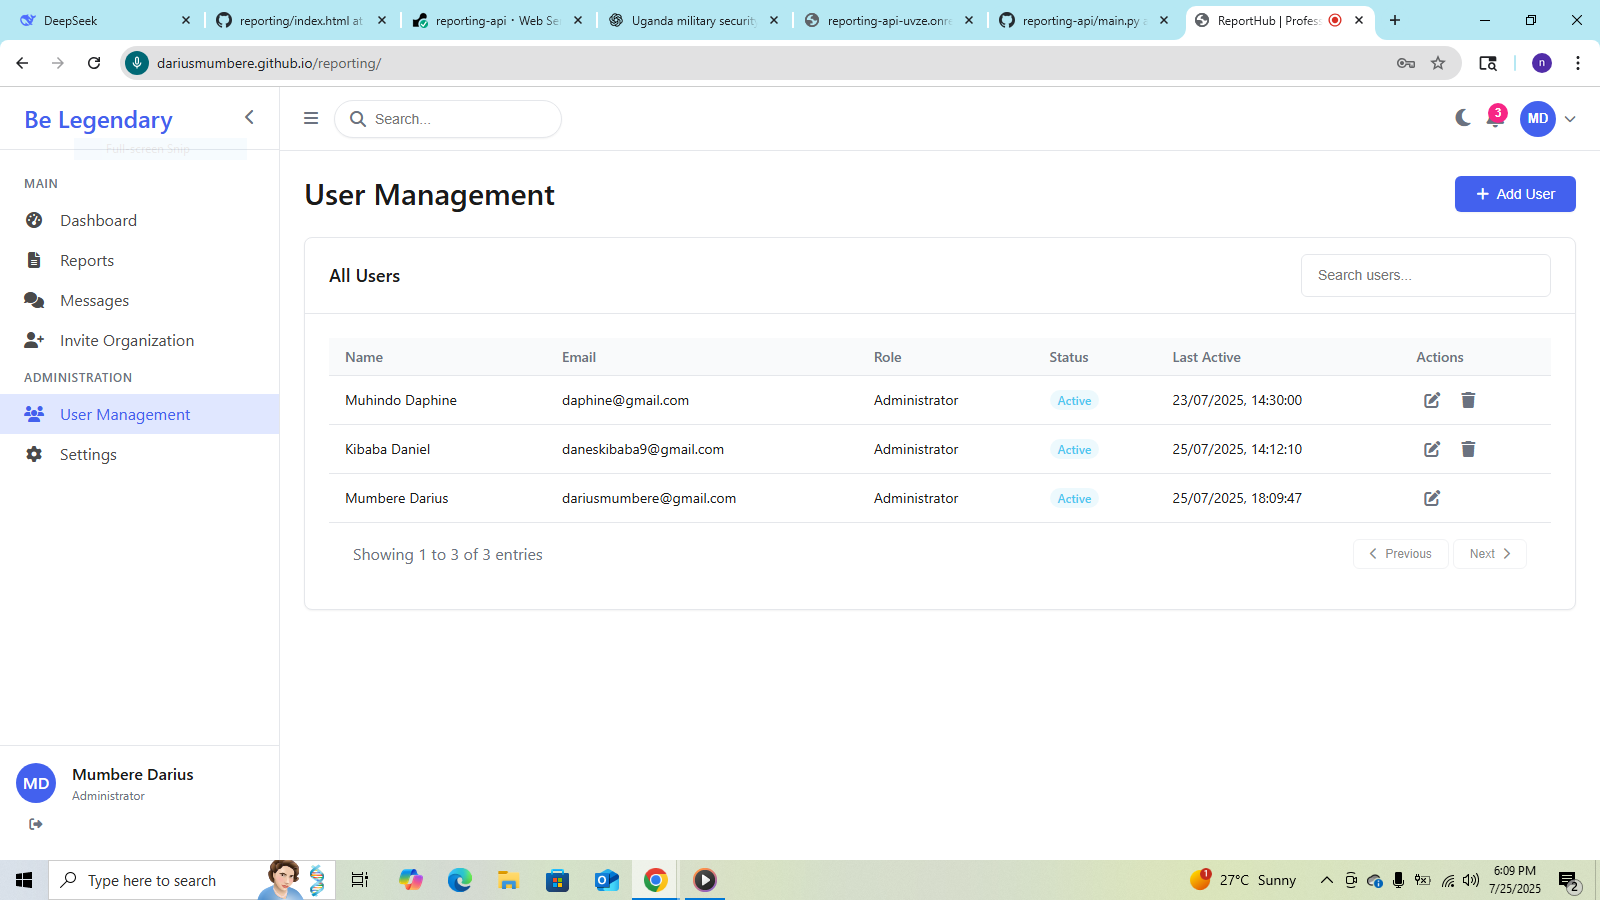 DeepSeek
reporting/index.html at
reporting-api · Web Se
Uganda military security
reporting-api-uvze.onre
reporting-api/main.py a
ReportHub | Profess
dariusmumbere.github.io/reporting/
n
Be Legendary
Search...
3
MD
Full-screen Snip
MAIN
Dashboard
Reports
Messages
Invite Organization
ADMINISTRATION
User Management
Settings
User Management
Add User
All Users
Search users...
Name Email Role Status Last Active Actions
Muhindo Daphine daphine@gmail.com Administrator Active 23/07/2025, 14:30:00
Kibaba Daniel daneskibaba9@gmail.com Administrator Active 25/07/2025, 14:12:10
Mumbere Darius dariusmumbere@gmail.com Administrator Active 25/07/2025, 18:09:47
Showing 1 to 3 of 3 entries
Previous Next
MD
Mumbere Darius
Administrator
Type here to search
1
27°C Sunny
6:09 PM
7/25/2025
2